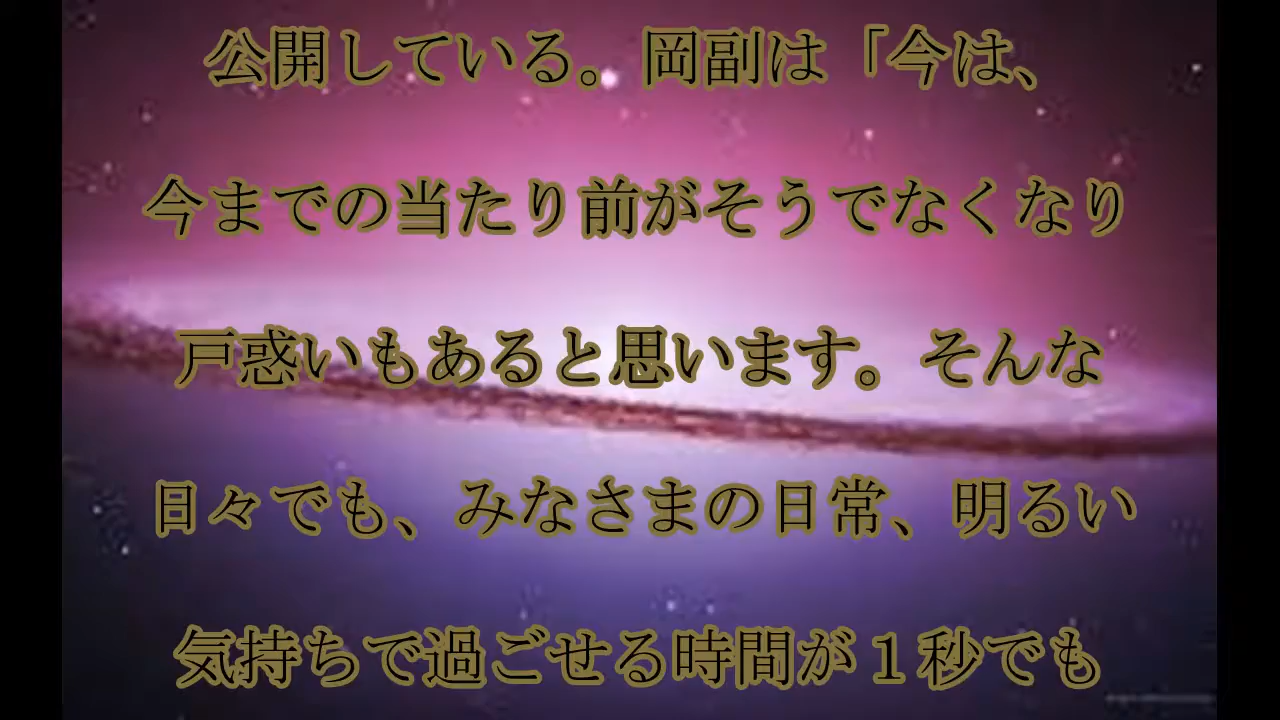 公開している。岡副は「今は、
今までの当たり前がそうでなくなり
戸惑いもあると思います。そんな
日々でも、みなさまの日常、明るい
気持ちで過ごせる時間が１秒でも